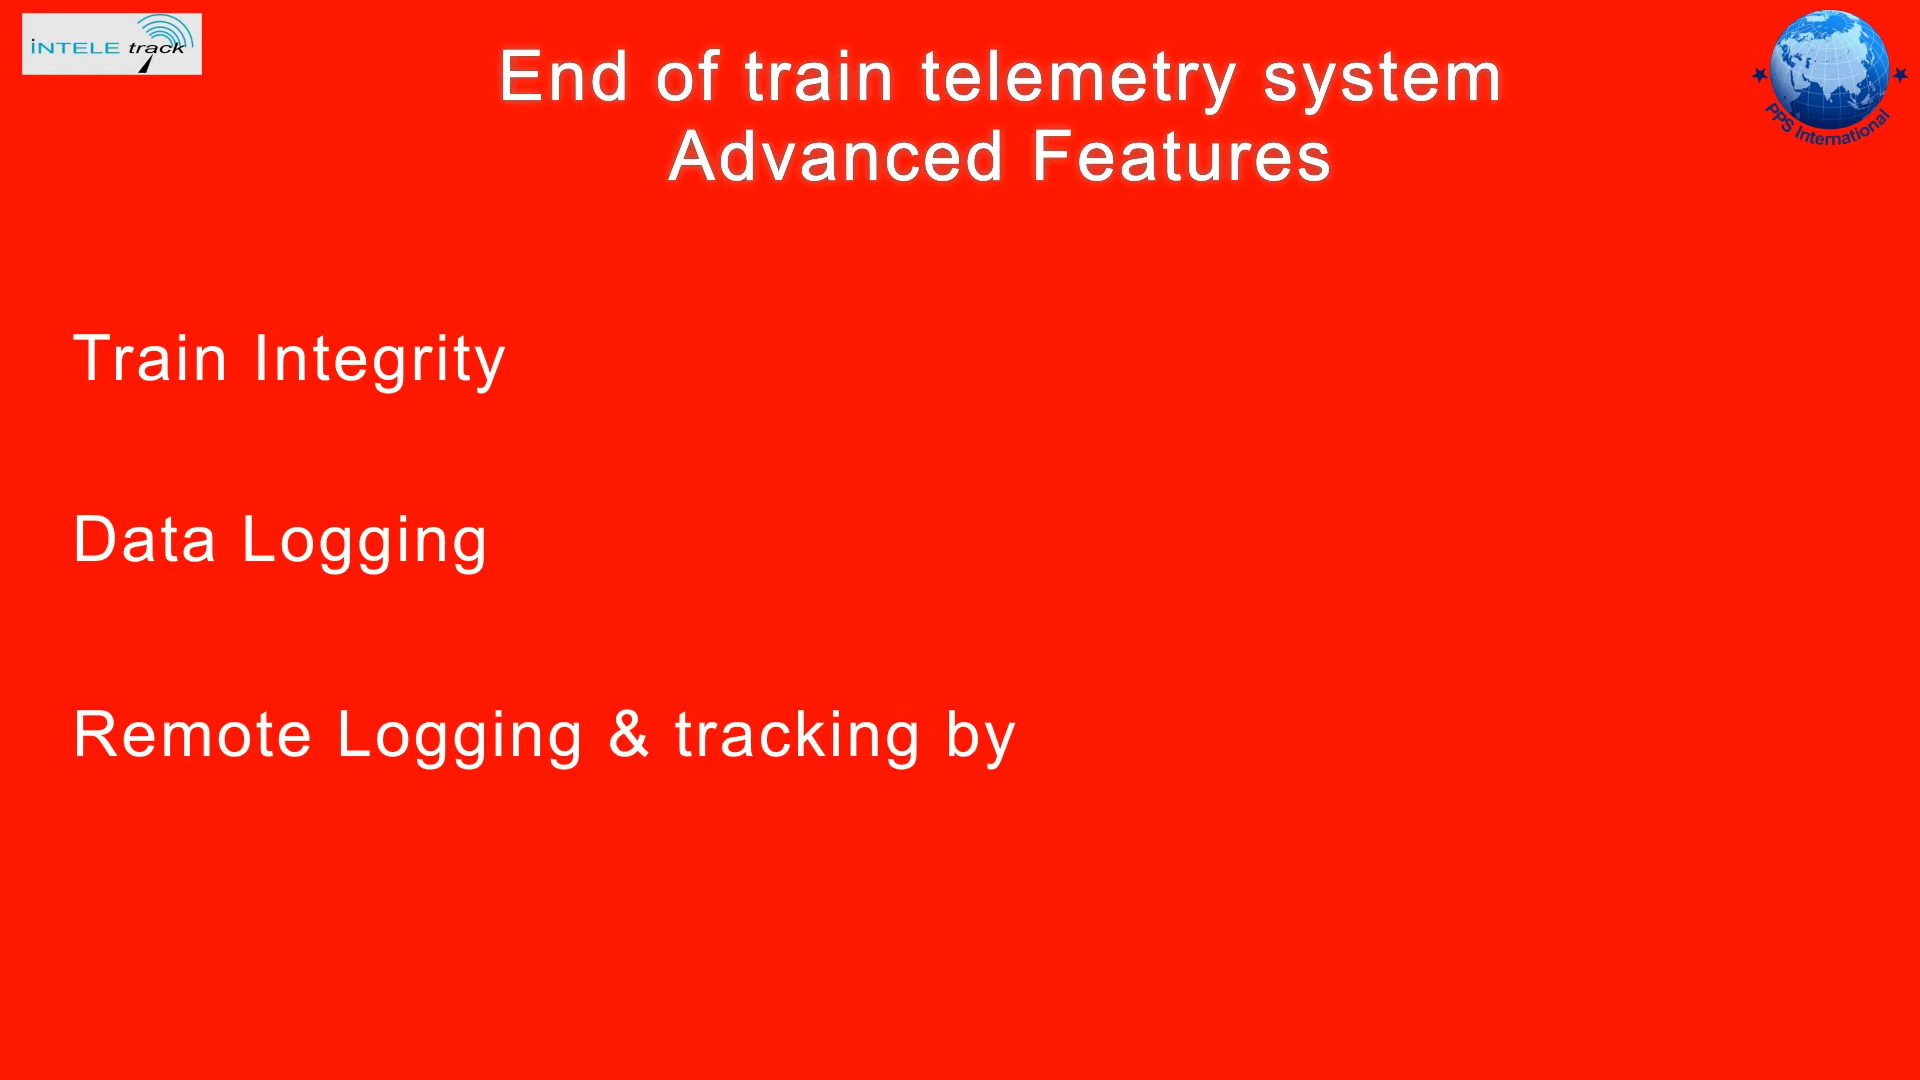 iNTELE track
End of train telemetry system
Advanced Features
PPS International
Train Integrity
Data Logging
Remote Logging & tracking by